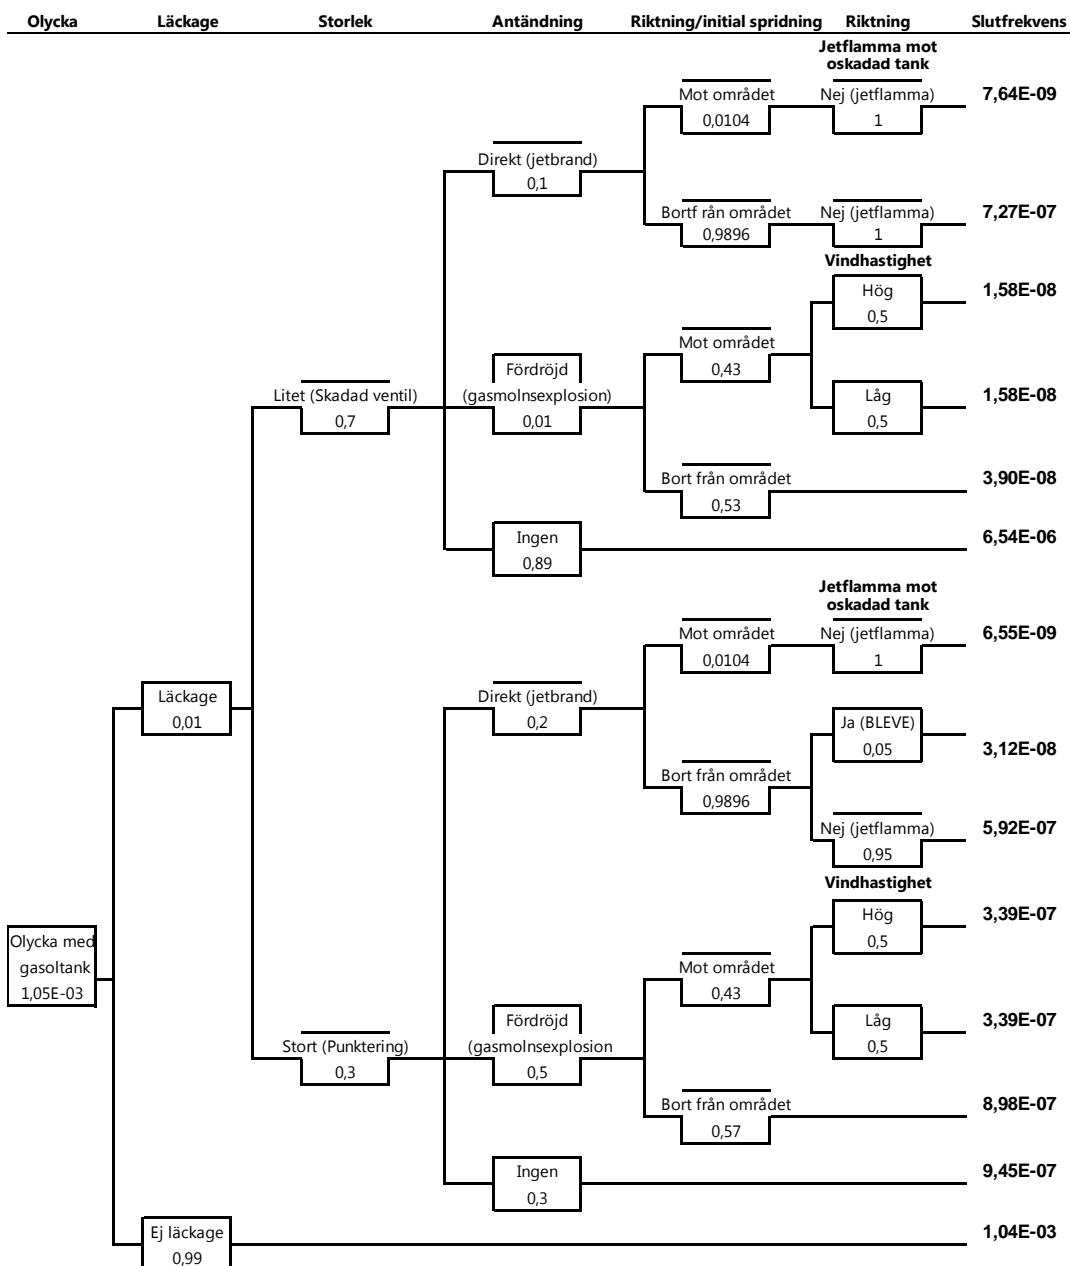 Olycka Läckage Storlek Antändning Riktning/initial spridning Riktning Slutfrekvens
Jetflamma mot
oskadad tank
Mot området Nej (jetflamma) 7,64E-09
0,0104 1
Direkt (jetbrand)
0,1
Bortf rån området Nej (jetflamma) 7,27E-07
0,9896 1
Vindhastighet
Hög 1,58E-08
0,5
Mot området
0,43
Fördröjd
Litet (Skadad ventil) (gasmolnsexplosion) Låg 1,58E-08
0,7 0,01 0,5
Bort från området 3,90E-08
0,53
Ingen 6,54E-06
0,89
Jetflamma mot
oskadad tank
Mot området Nej (jetflamma) 6,55E-09
0,0104 1
Läckage Direkt (jetbrand)
0,01 0,2
Ja (BLEVE)
0,05 3,12E-08
Bort från området
0,9896
Nej (jetflamma) 5,92E-07
0,95
Vindhastighet
Hög 3,39E-07
0,5
Olycka med
gasoltank
1,05E-03
Mot området
0,43
Fördröjd Låg 3,39E-07
Stort (Punktering) (gasmolnsexplosion 0,5
0,3 0,5
Bort från området 8,98E-07
0,57
Ingen 9,45E-07
0,3
Ej läckage 1,04E-03
0,99